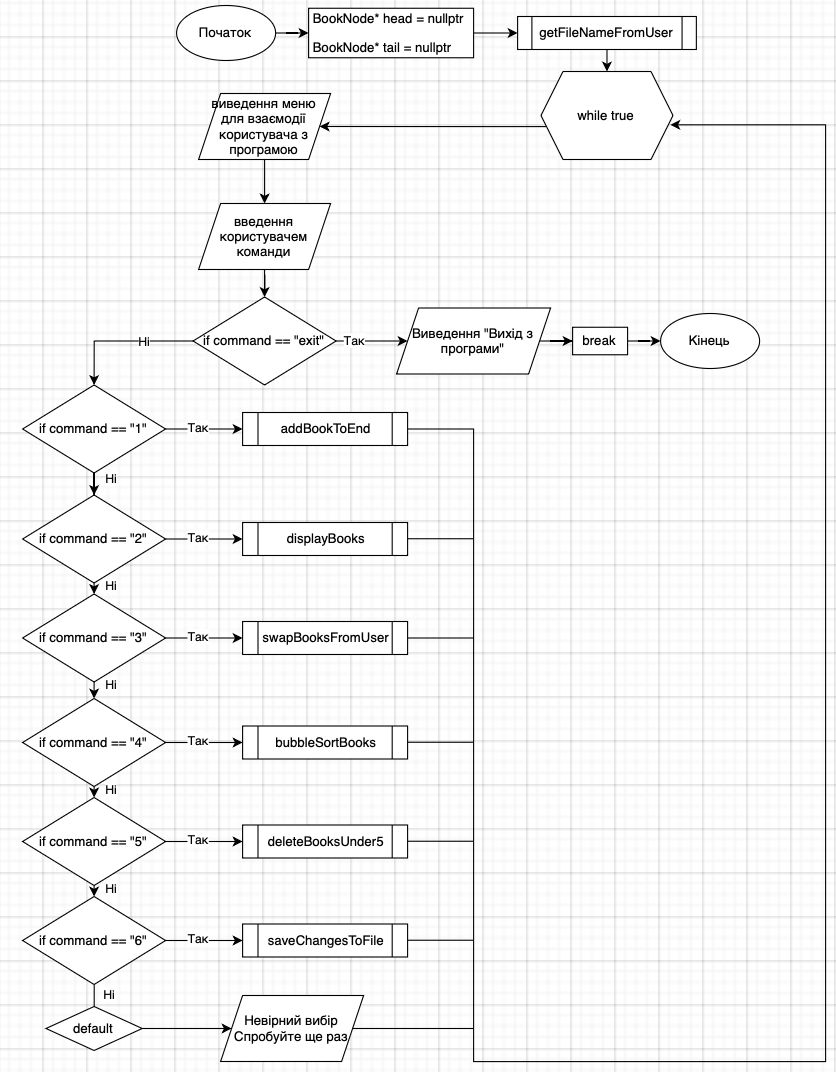 Початок
BookNode* head = nullptr
BookNode* tail = nullptr
getFileNameFromUser
while true
виведення меню
для взаємодії
користувача з
програмою
введення
користувачем
команди
if command == "exit"
Ні
Так
Виведення "Вихід з
програми"
break
Кінець
if command == "1"
Так
addBookToEnd
Ні
if command == "2"
Так
displayBooks
Ні
if command == "3"
Так
swapBooksFromUser
Ні
if command == "4"
Так
bubbleSortBooks
Ні
if command == "5"
Так
deleteBooksUnder5
Ні
if command == "6"
Так
saveChangesToFile
Ні
default
Невірний вибір
Спробуйте ще раз